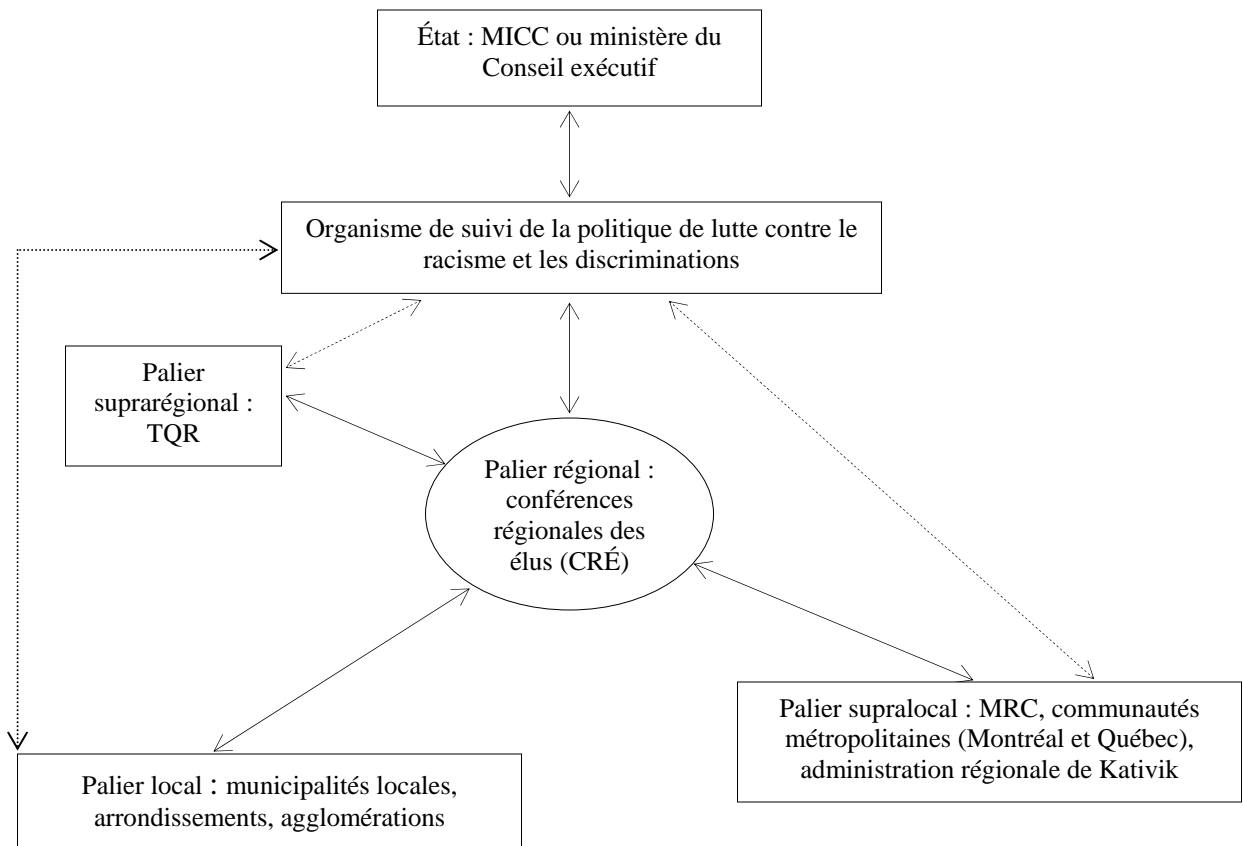 État : MICC ou ministère du
Conseil exécutif
Organisme de suivi de la politique de lutte contre le
racisme et les discriminations
Palier
suprarégional :
TQR
Palier régional :
conférences
régionales des
élus (CRÉ)
Palier supralocal : MRC, communautés
métropolitaines (Montréal et Québec),
administration régionale de Kativik
Palier local : municipalités locales,
arrondissements, agglomérations